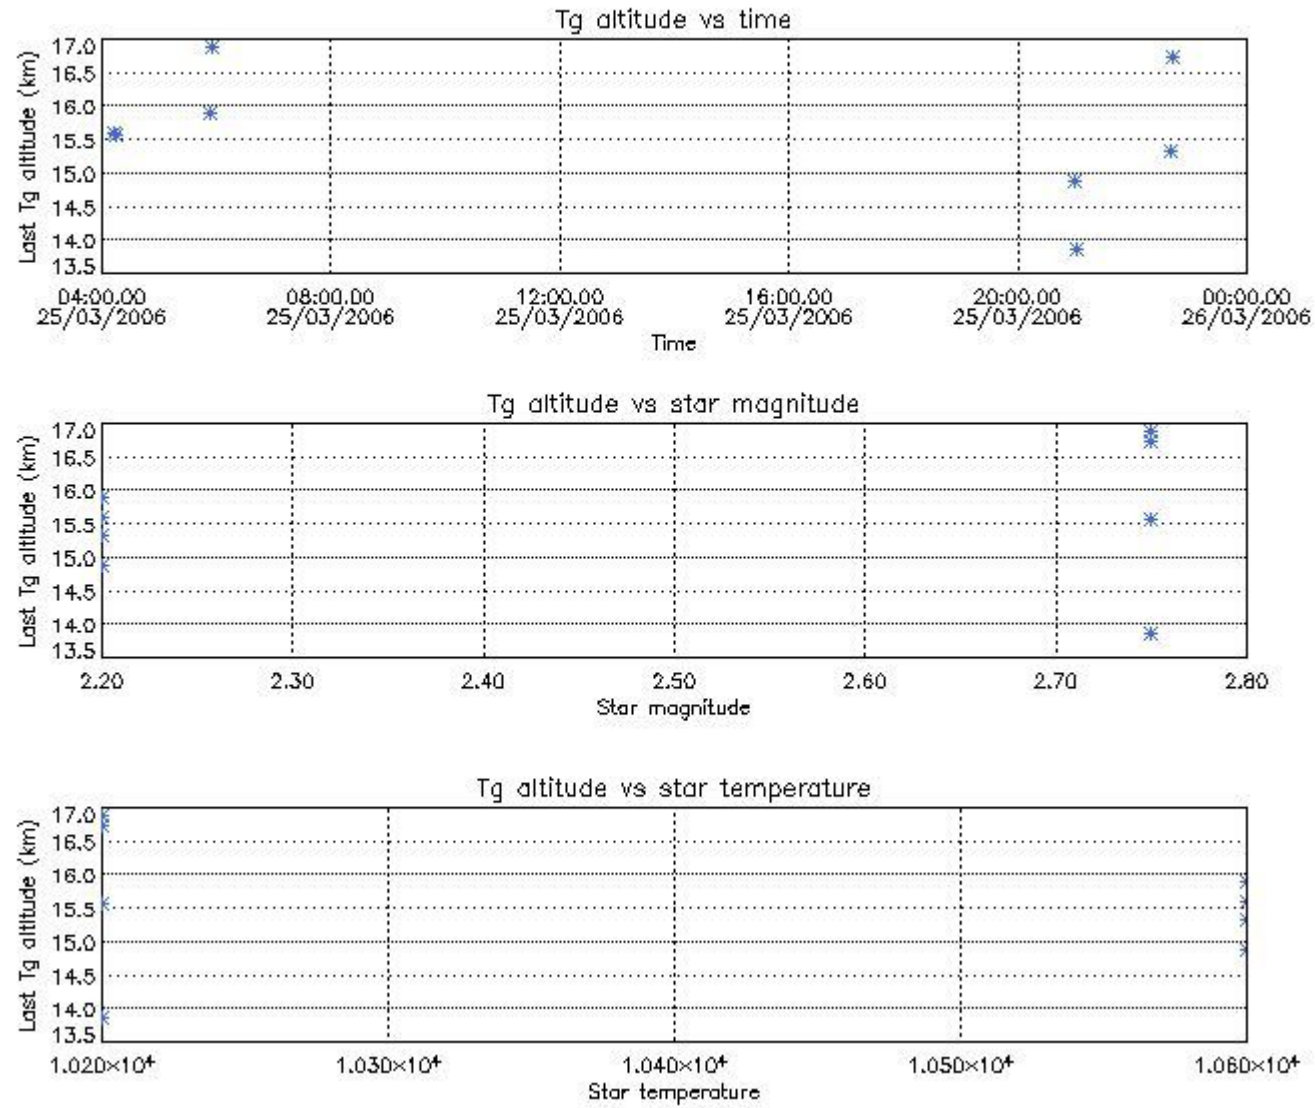 Tg altitude vs time
Last Tg altitude (km)
17.0
16.5
16.0
15.5
15.0
14.5
14.0
13.5
04:00.00 08:00.00 12:00.00 16:00.00 20:00.00 00:00.00
25/03/2006 25/03/2006 25/03/2006 25/03/2006 25/03/2006 26/03/2006
Time
Tg altitude vs star magnitude
Last Tg altitude (km)
17.0
16.5
16.0
15.5
15.0
14.5
14.0
13.5
2.20 2.30 2.40 2.50 2.60 2.70 2.80
Star magnitude
Tg altitude vs star temperature
Last Tg altitude (km)
17.0
16.5
16.0
15.5
15.0
14.5
14.0
13.5
1.020×10⁴ 1.030×10⁴ 1.040×10⁴ 1.050×10⁴ 1.060×10⁴
Star temperature